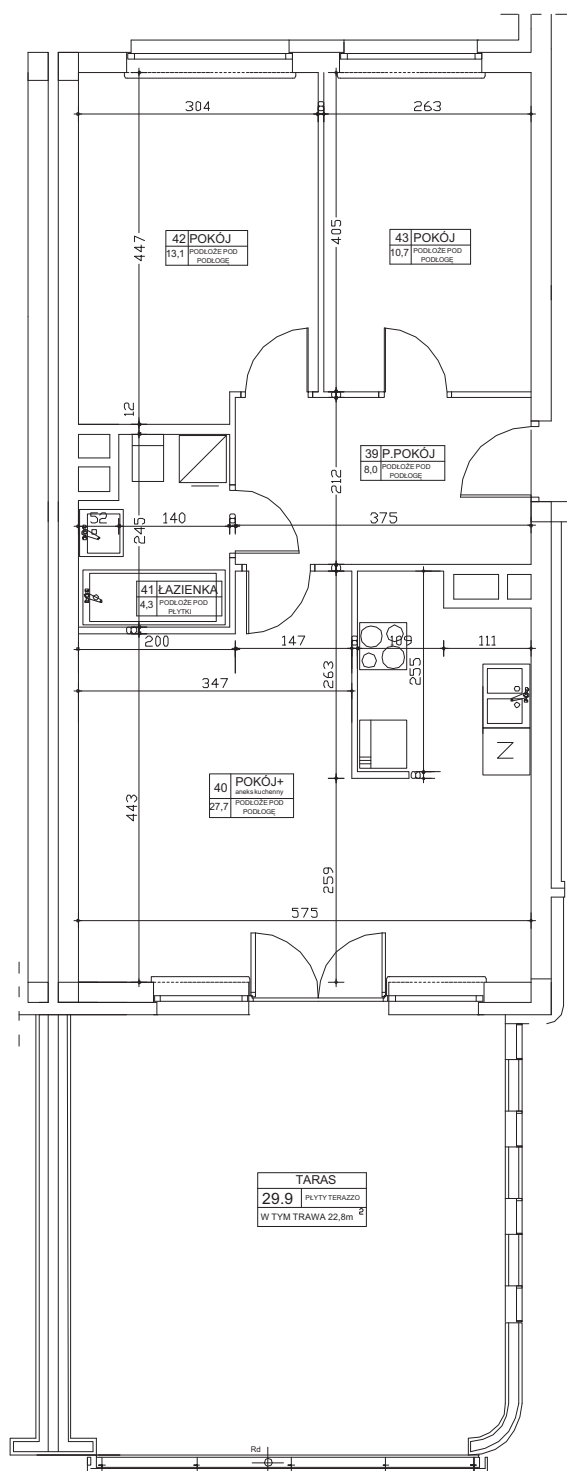 304
263
447
405
42 POKÓJ
13,1 PODŁOŻE POD
PODŁOGĘ
43 POKÓJ
10,7 PODŁOŻE POD
PODŁOGĘ
12
39 P.POKÓJ
8,0 PODŁOŻE POD
PODŁOGĘ
212
52
140
245
375
41 ŁAZIENKA
4,3 PODŁOŻE POD
PŁYTKI
200
147
109
111
347
263
255
Z
40 POKÓJ+
aneks kuchenny
27,7 PODŁOŻE POD
PODŁOGĘ
443
259
575
TARAS
29.9 PŁYTY TERAZZO
W TYM TRAWA 22,8m²
Rd